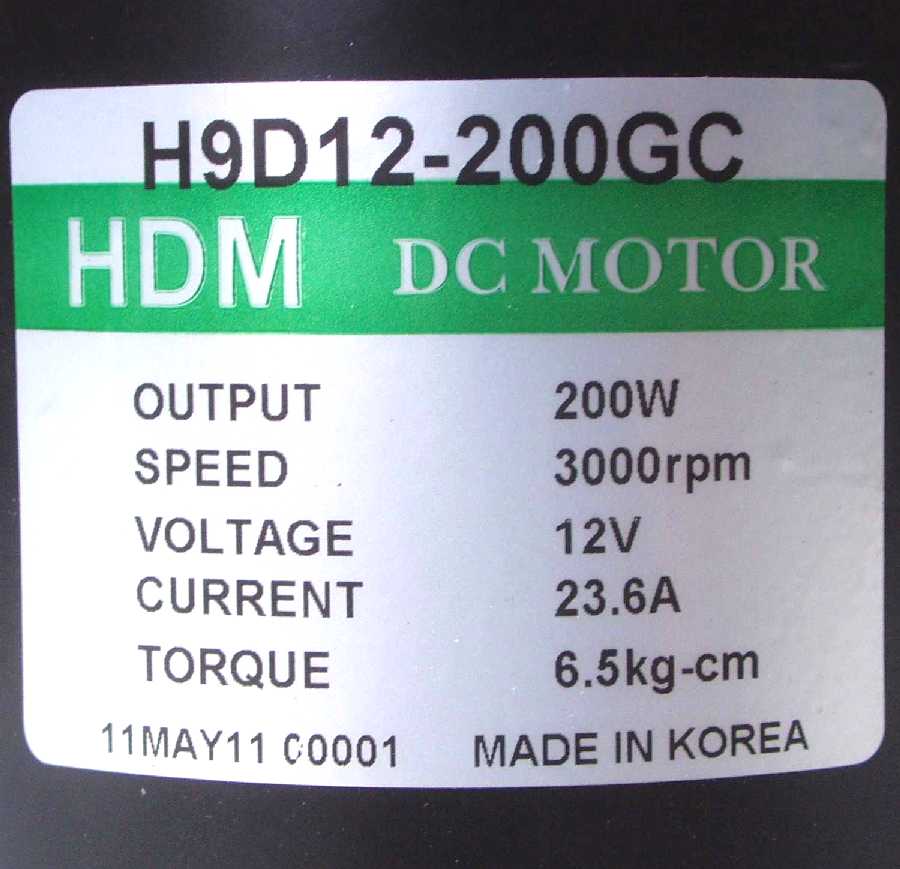 H9D12-200GC
HDM DC MOTOR
OUTPUT 200W
SPEED 3000rpm
VOLTAGE 12V
CURRENT 23.6A
TORQUE 6.5kg-cm
11MAY11 00001 MADE IN KOREA